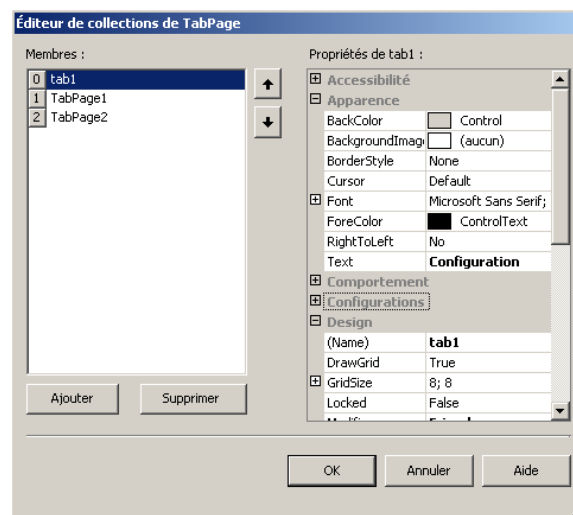 Éditeur de collections de TabPage
Membres :
0 tab1
1 TabPage1
2 TabPage2
Ajouter Supprimer
Propriétés de tab1 :
Accessibilité
Apparence
BackColor Control
BackgroundImag (aucun)
BorderStyle None
Cursor Default
Font Microsoft Sans Serif;
ForeColor ControlText
RightToLeft No
Text Configuration
Comportement
Configurations
Design
(Name) tab1
DrawGrid True
GridSize 8; 8
Locked False
OK Annuler Aide